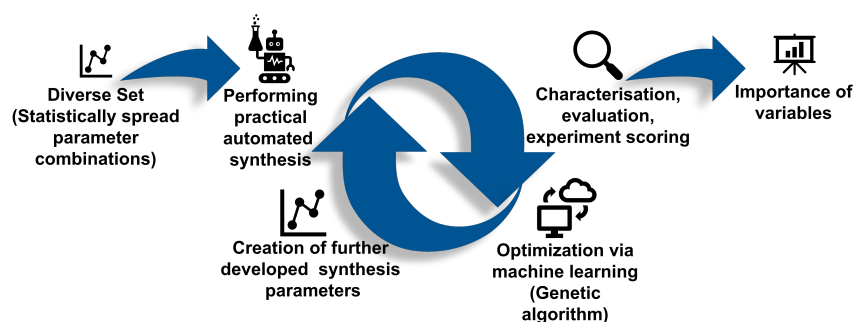 Diverse Set
(Statistically spread
parameter
combinations)
Performing
practical
automated
synthesis
Characterisation,
evaluation,
experiment scoring
Importance of
variables
Creation of further
developed  synthesis
parameters
Optimization via
machine learning
(Genetic
algorithm)